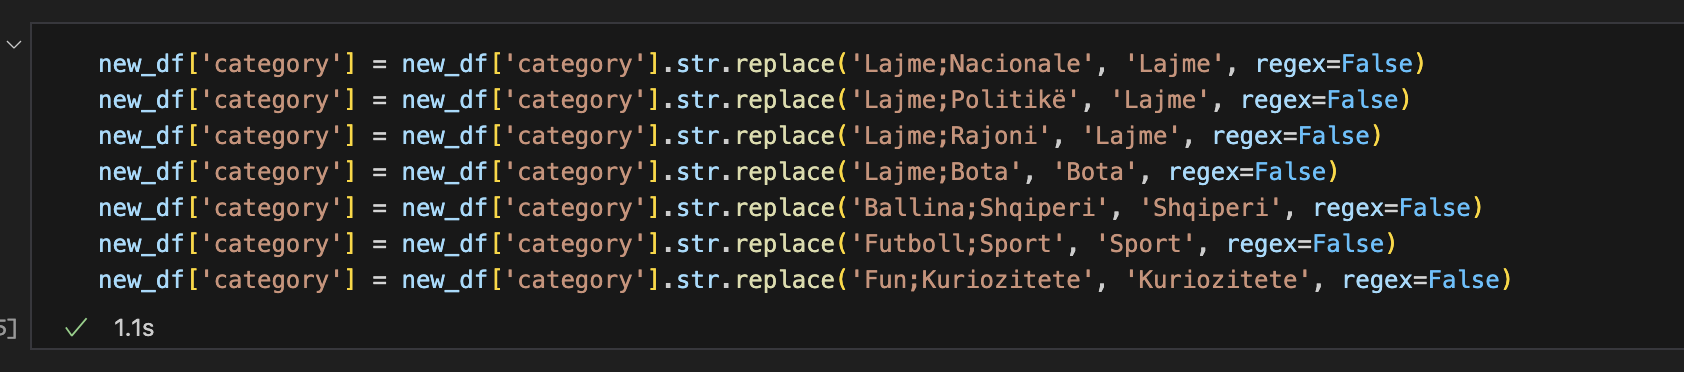 new_df['category'] = new_df['category'].str.replace('Lajme;Nacionale', 'Lajme', regex=False)
new_df['category'] = new_df['category'].str.replace('Lajme;Politikë', 'Lajme', regex=False)
new_df['category'] = new_df['category'].str.replace('Lajme;Rajoni', 'Lajme', regex=False)
new_df['category'] = new_df['category'].str.replace('Lajme;Bota', 'Bota', regex=False)
new_df['category'] = new_df['category'].str.replace('Ballina;Shqiperi', 'Shqiperi', regex=False)
new_df['category'] = new_df['category'].str.replace('Futboll;Sport', 'Sport', regex=False)
new_df['category'] = new_df['category'].str.replace('Fun;Kuriozitete', 'Kuriozitete', regex=False)
5] 1.1s